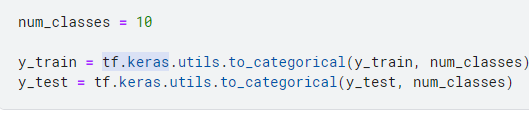 num_classes = 10
y_train = tf.keras.utils.to_categorical(y_train, num_classes)
y_test = tf.keras.utils.to_categorical(y_test, num_classes)